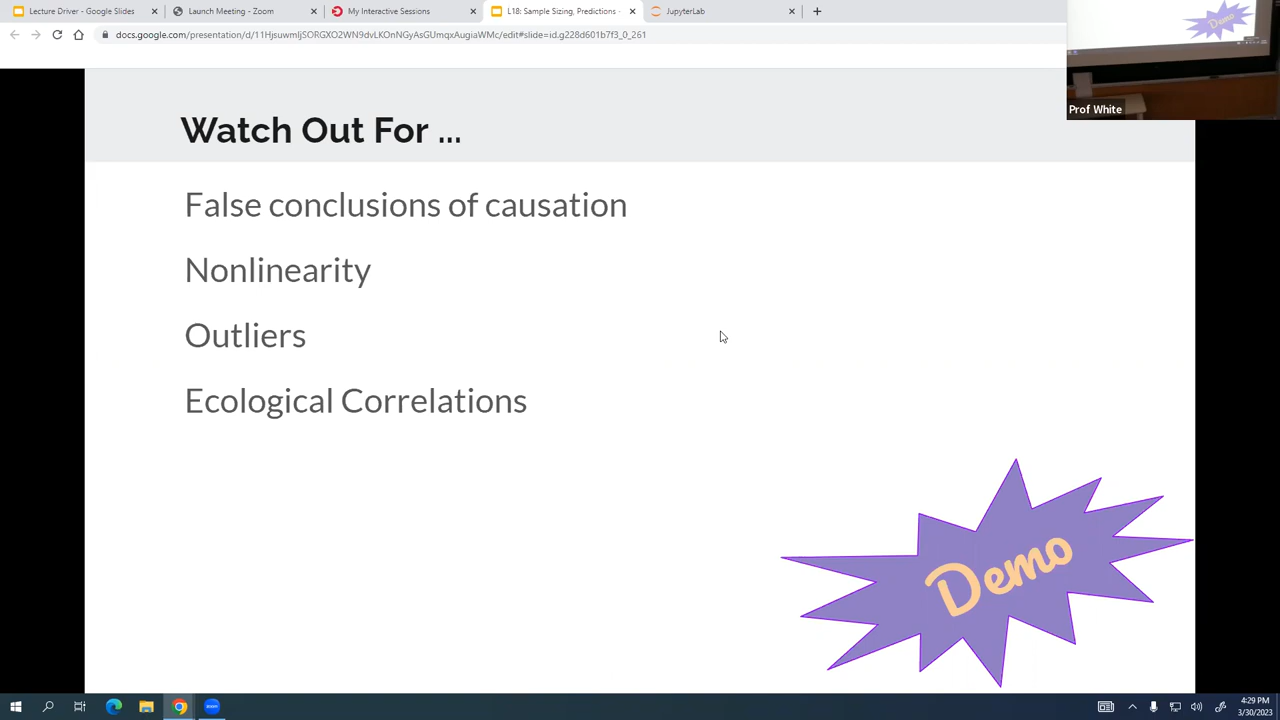 Lecture Driver - Google Slides
Launch Meeting - Zoom
My Interactive Sessions
L18: Sample Sizing, Predictions -
JupyterLab
docs.google.com/presentation/d/11HjsuwmIjSORGXO2WN9dvLKOnNGyAsGUmqxAugiaWMc/edit#slide=id.g228d601b7f3_0_261
Demo
Prof White
Watch Out For ...
False conclusions of causation
Nonlinearity
Outliers
Ecological Correlations
Demo
4:29 PM
3/30/2023